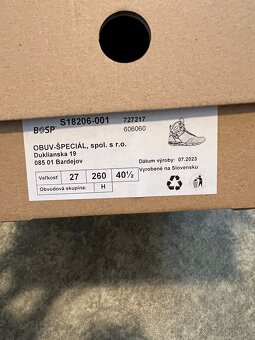 S18206-001 727217
BOSP 606060
OBUV-ŠPECIÁL, spol. s r.o.
Duklianska 19
085 01 Bardejov
Dátum výroby: 07.2023
Vyrobené na Slovensku
Veľkosť: 27 260 40½
Obvodová skupina: H